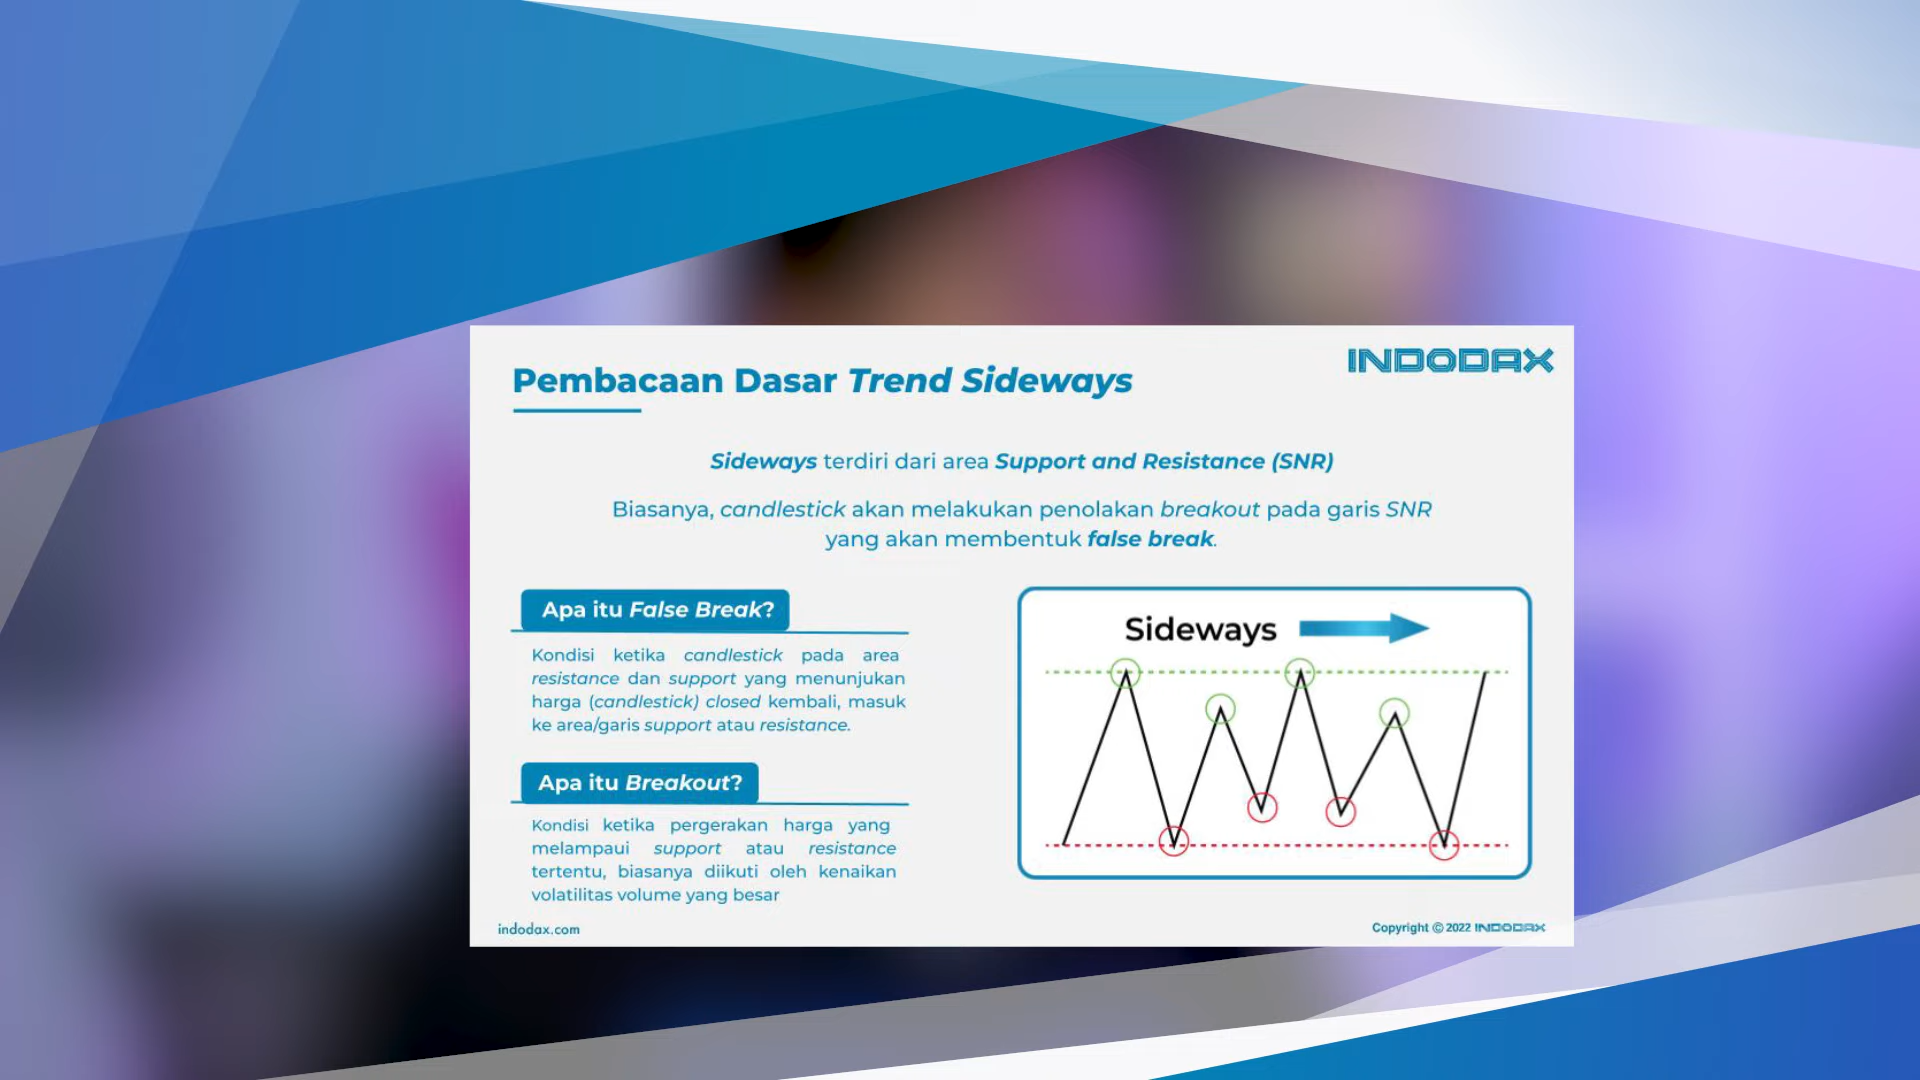 INDODAX
Pembacaan Dasar Trend Sideways
Sideways terdiri dari area Support and Resistance (SNR)
Biasanya, candlestick akan melakukan penolakan breakout pada garis SNR
yang akan membentuk false break.
Apa itu False Break?
Kondisi ketika candlestick pada area
resistance dan support yang menunjukan
harga (candlestick) closed kembali, masuk
ke area/garis support atau resistance.
Apa itu Breakout?
Kondisi ketika pergerakan harga yang
melampaui support atau resistance
tertentu, biasanya diikuti oleh kenaikan
volatilitas volume yang besar
Sideways
indodax.com
Copyright © 2022 INDODAX